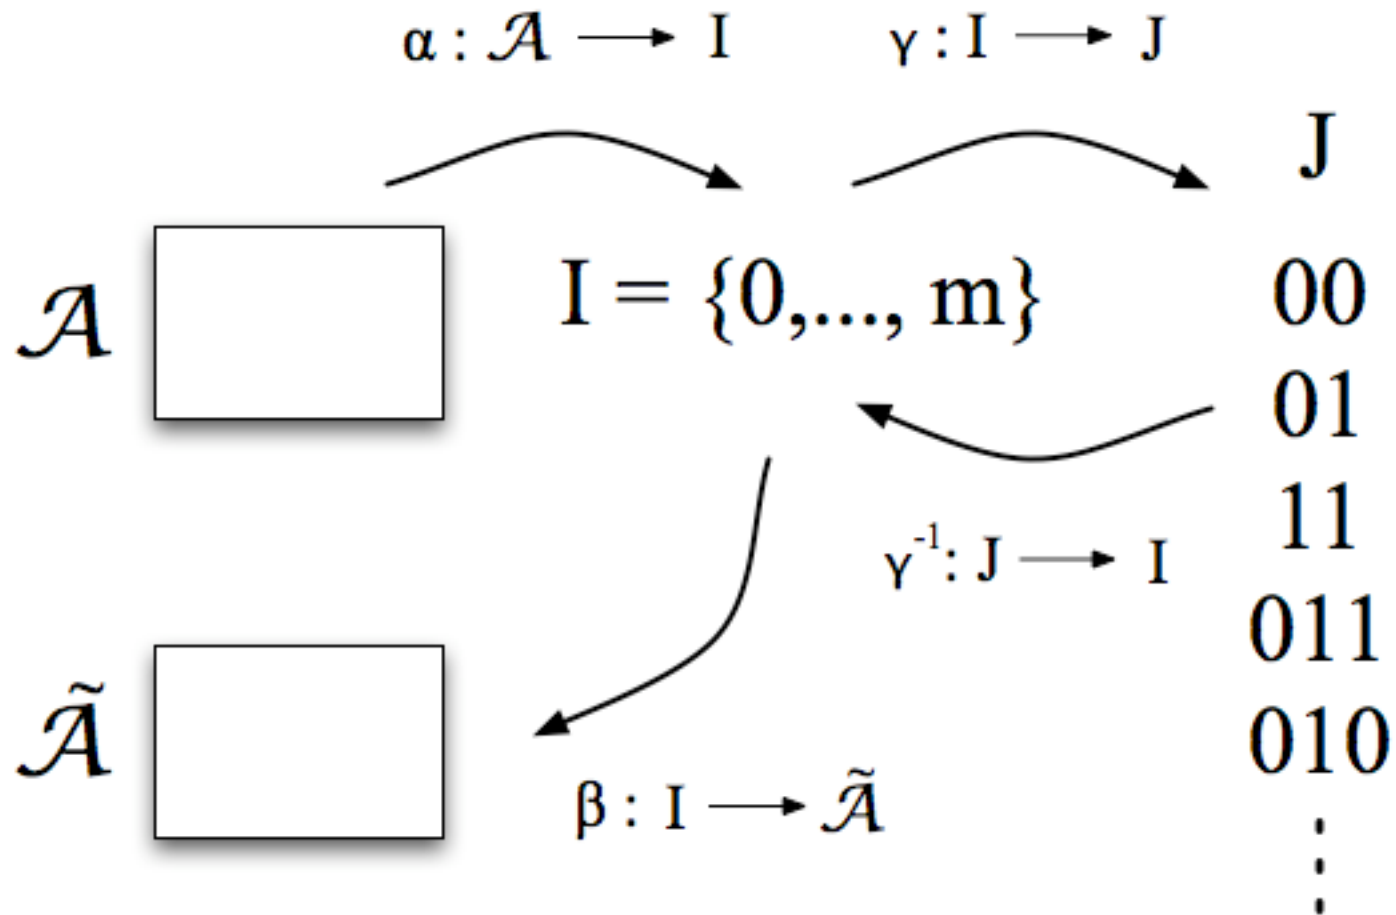 α : 𝒜 ⟶ I
γ : I ⟶ J
J
𝒜
I = {0,..., m}
00
01
11
γ⁻¹: J ⟶ I
011
𝒜̃
010
β : I ⟶ 𝒜̃